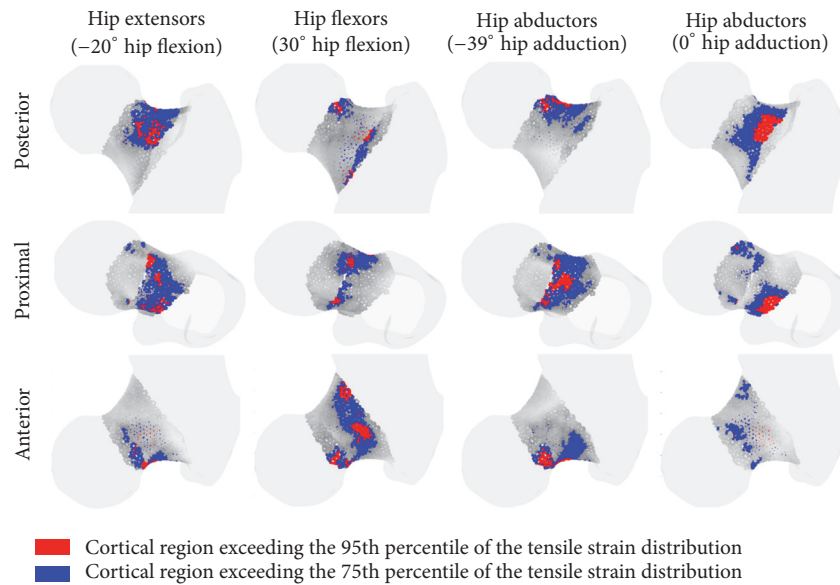 Hip extensors
(−20° hip flexion)
Hip flexors
(30° hip flexion)
Hip abductors
(−39° hip adduction)
Hip abductors
(0° hip adduction)
Posterior
Proximal
Anterior
Cortical region exceeding the 95th percentile of the tensile strain distribution
Cortical region exceeding the 75th percentile of the tensile strain distribution